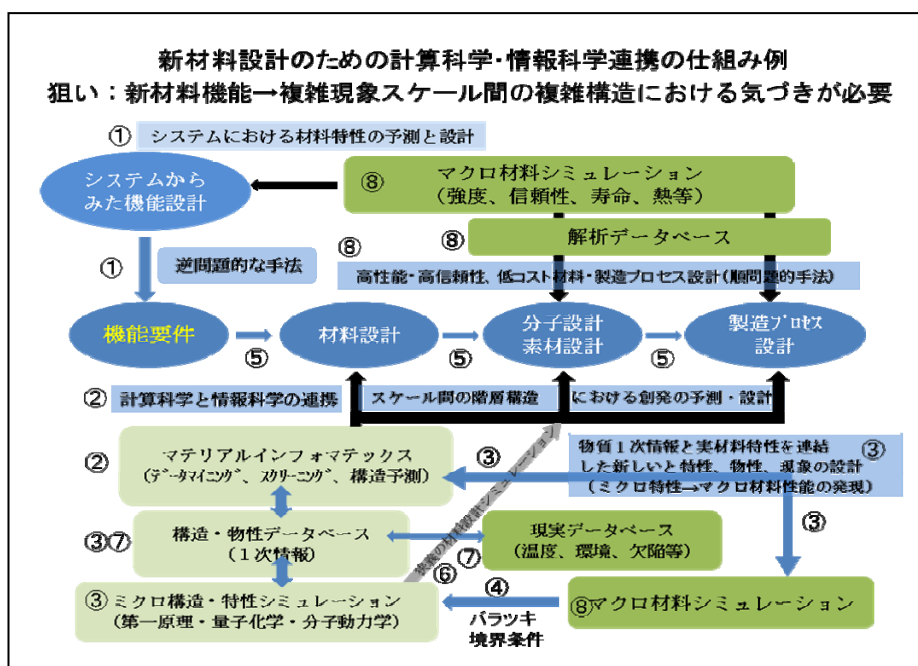 新材料設計のための計算科学・情報科学連携の仕組み例
狙い：新材料機能→複雑現象スケール間の複雑構造における気づきが必要
① システムにおける材料特性の予測と設計
システムから
みた機能設計
⑧ マクロ材料シミュレーション
（強度、信頼性、寿命、熱等）
⑧ 解析データベース
① 逆問題的な手法
⑧
高性能・高信頼性、低コスト材料・製造プロセス設計（順問題的手法）
機能要件
材料設計
分子設計
素材設計
製造ﾌﾟﾛｾｽ
設計
⑤
⑤
⑤
② 計算科学と情報科学の連携
スケール間の階層構造
における創発の予測・設計
② マテリアルインフォマテックス
（ﾃﾞｰﾀﾏｲﾆﾝｸﾞ、ｽｸﾘｰﾆﾝｸﾞ、構造予測）
③
物質１次情報と実材料特性を連結 ③
した新しいと特性、物性、現象の設計
（ミクロ特性→マクロ材料性能の発現）
③
狭義の材料設計シミュレーション
③⑦ 構造・物性データベース
（１次情報）
現実データベース
（温度、環境、欠陥等）
⑦
⑥
④
③ ミクロ構造・特性シミュレーション
（第一原理・量子化学・分子動力学）
バラツキ
境界条件
⑧マクロ材料シミュレーション